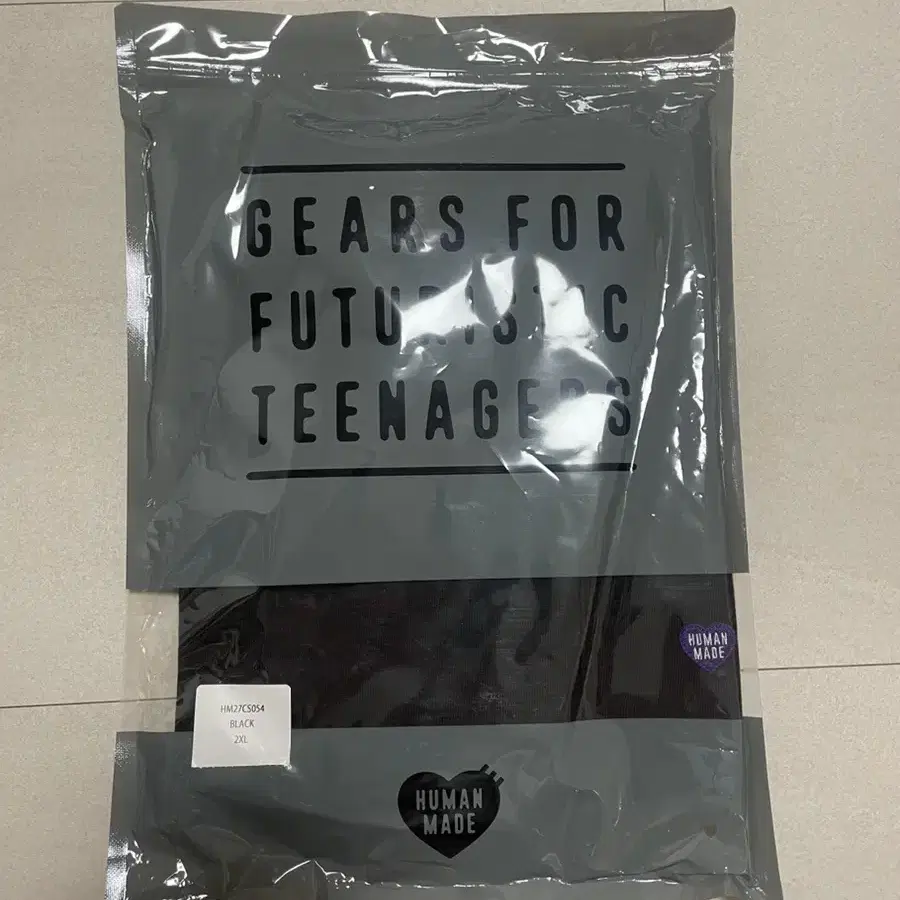 GEARS FOR
FUTURISTIC
TEENAGERS
HUMAN
MADE
HM27CS054
BLACK
2XL
HUMAN
MADE